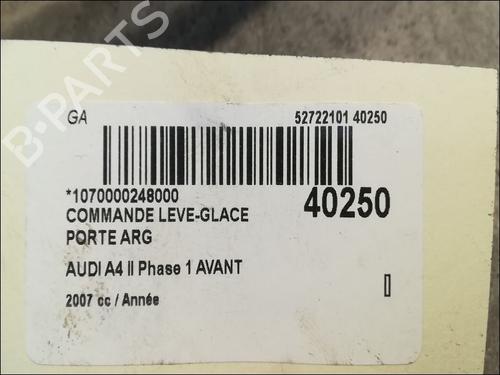 GA
52722101 40250
*1070000248000
40250
COMMANDE LEVE-GLACE
PORTE ARG
AUDI A4 II Phase 1 AVANT
2007 cc / Année
B-PARTS